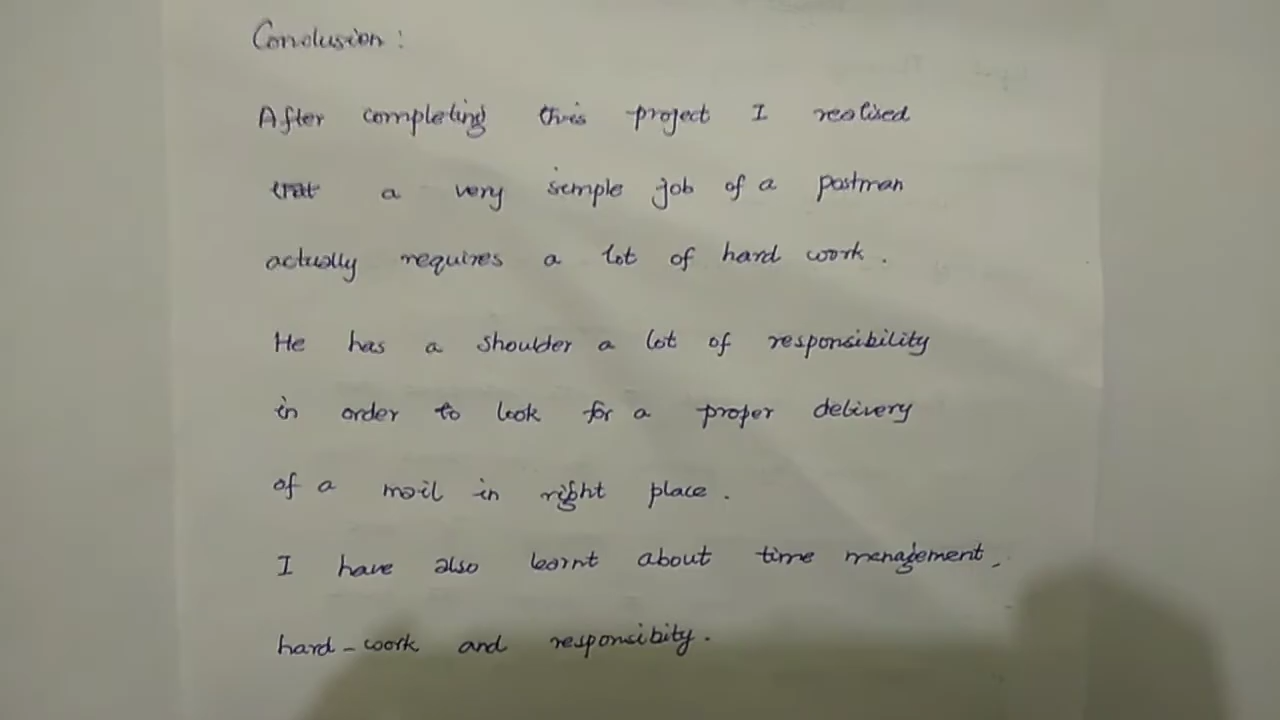 Conclusion :
After completing this project I realised
that a very simple job of a postman
actually requires a lot of hard work .
He has a shoulder a lot of responsibility
in order to look for a proper delivery
of a mail in right place .
I have also learnt about time management ,
hard-work and responsibity .